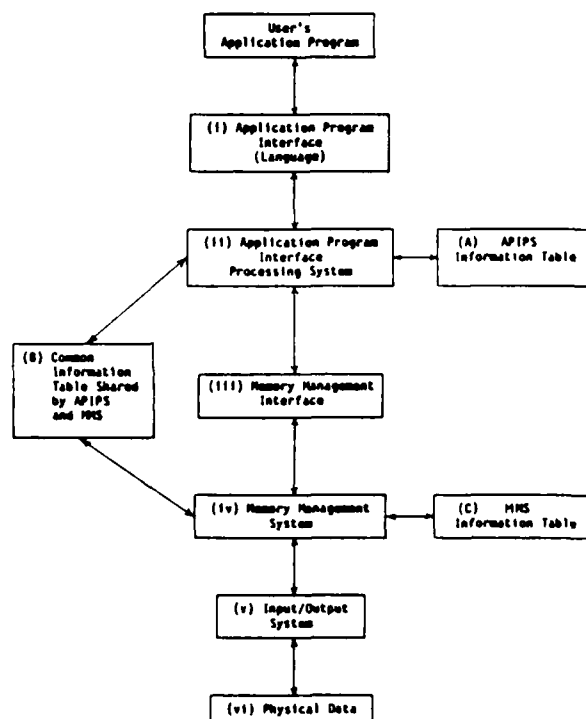 User's
Application Program
(i) Application Program
Interface
(Language)
(ii) Application Program
Interface
Processing System
(A) APIPS
Information Table
(B) Common
Information
Table Shared
by APIPS
and MMS
(iii) Memory Management
Interface
(iv) Memory Management
System
(C) MMS
Information Table
(v) Input/Output
System
(vi) Physical Data